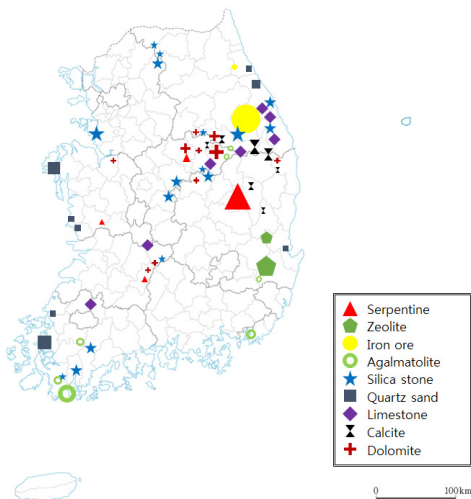 Serpentine
Zeolite
Iron ore
Agalmatolite
Silica stone
Quartz sand
Limestone
Calcite
Dolomite
0 100km